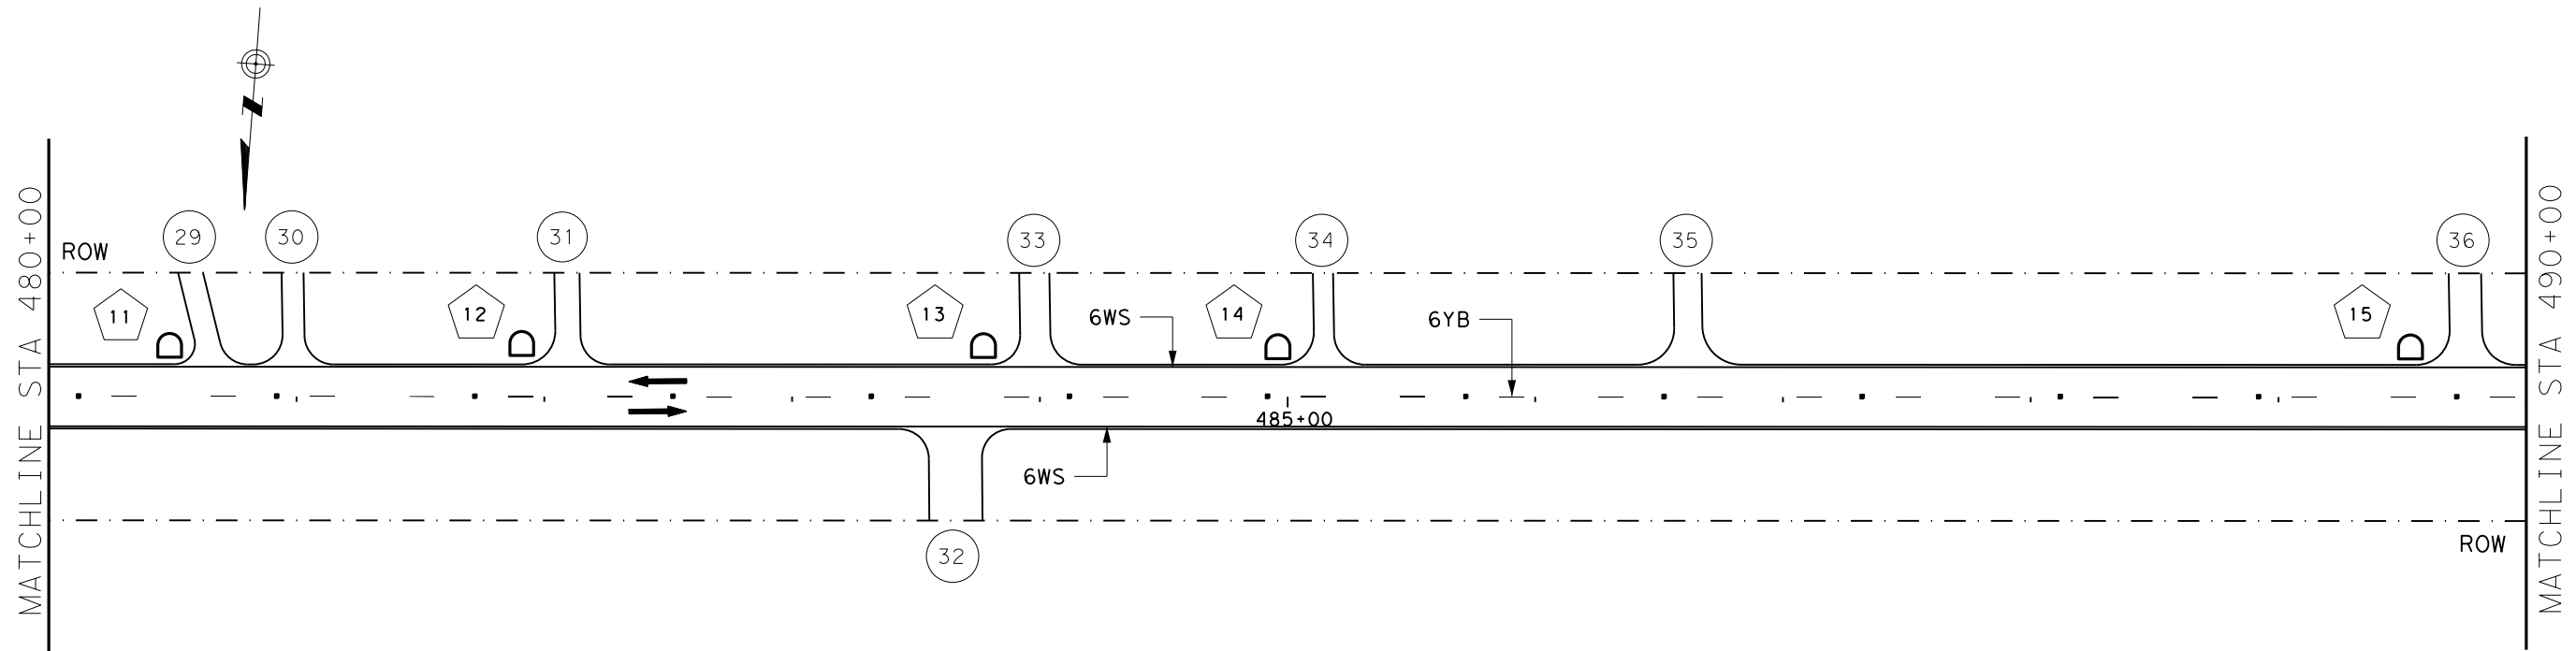 MATCHLINE STA 480+00
ROW
29
30
31
33
34
35
36
11
12
13
6WS
14
6YB
15
485+00
6WS
32
ROW
MATCHLINE STA 490+00